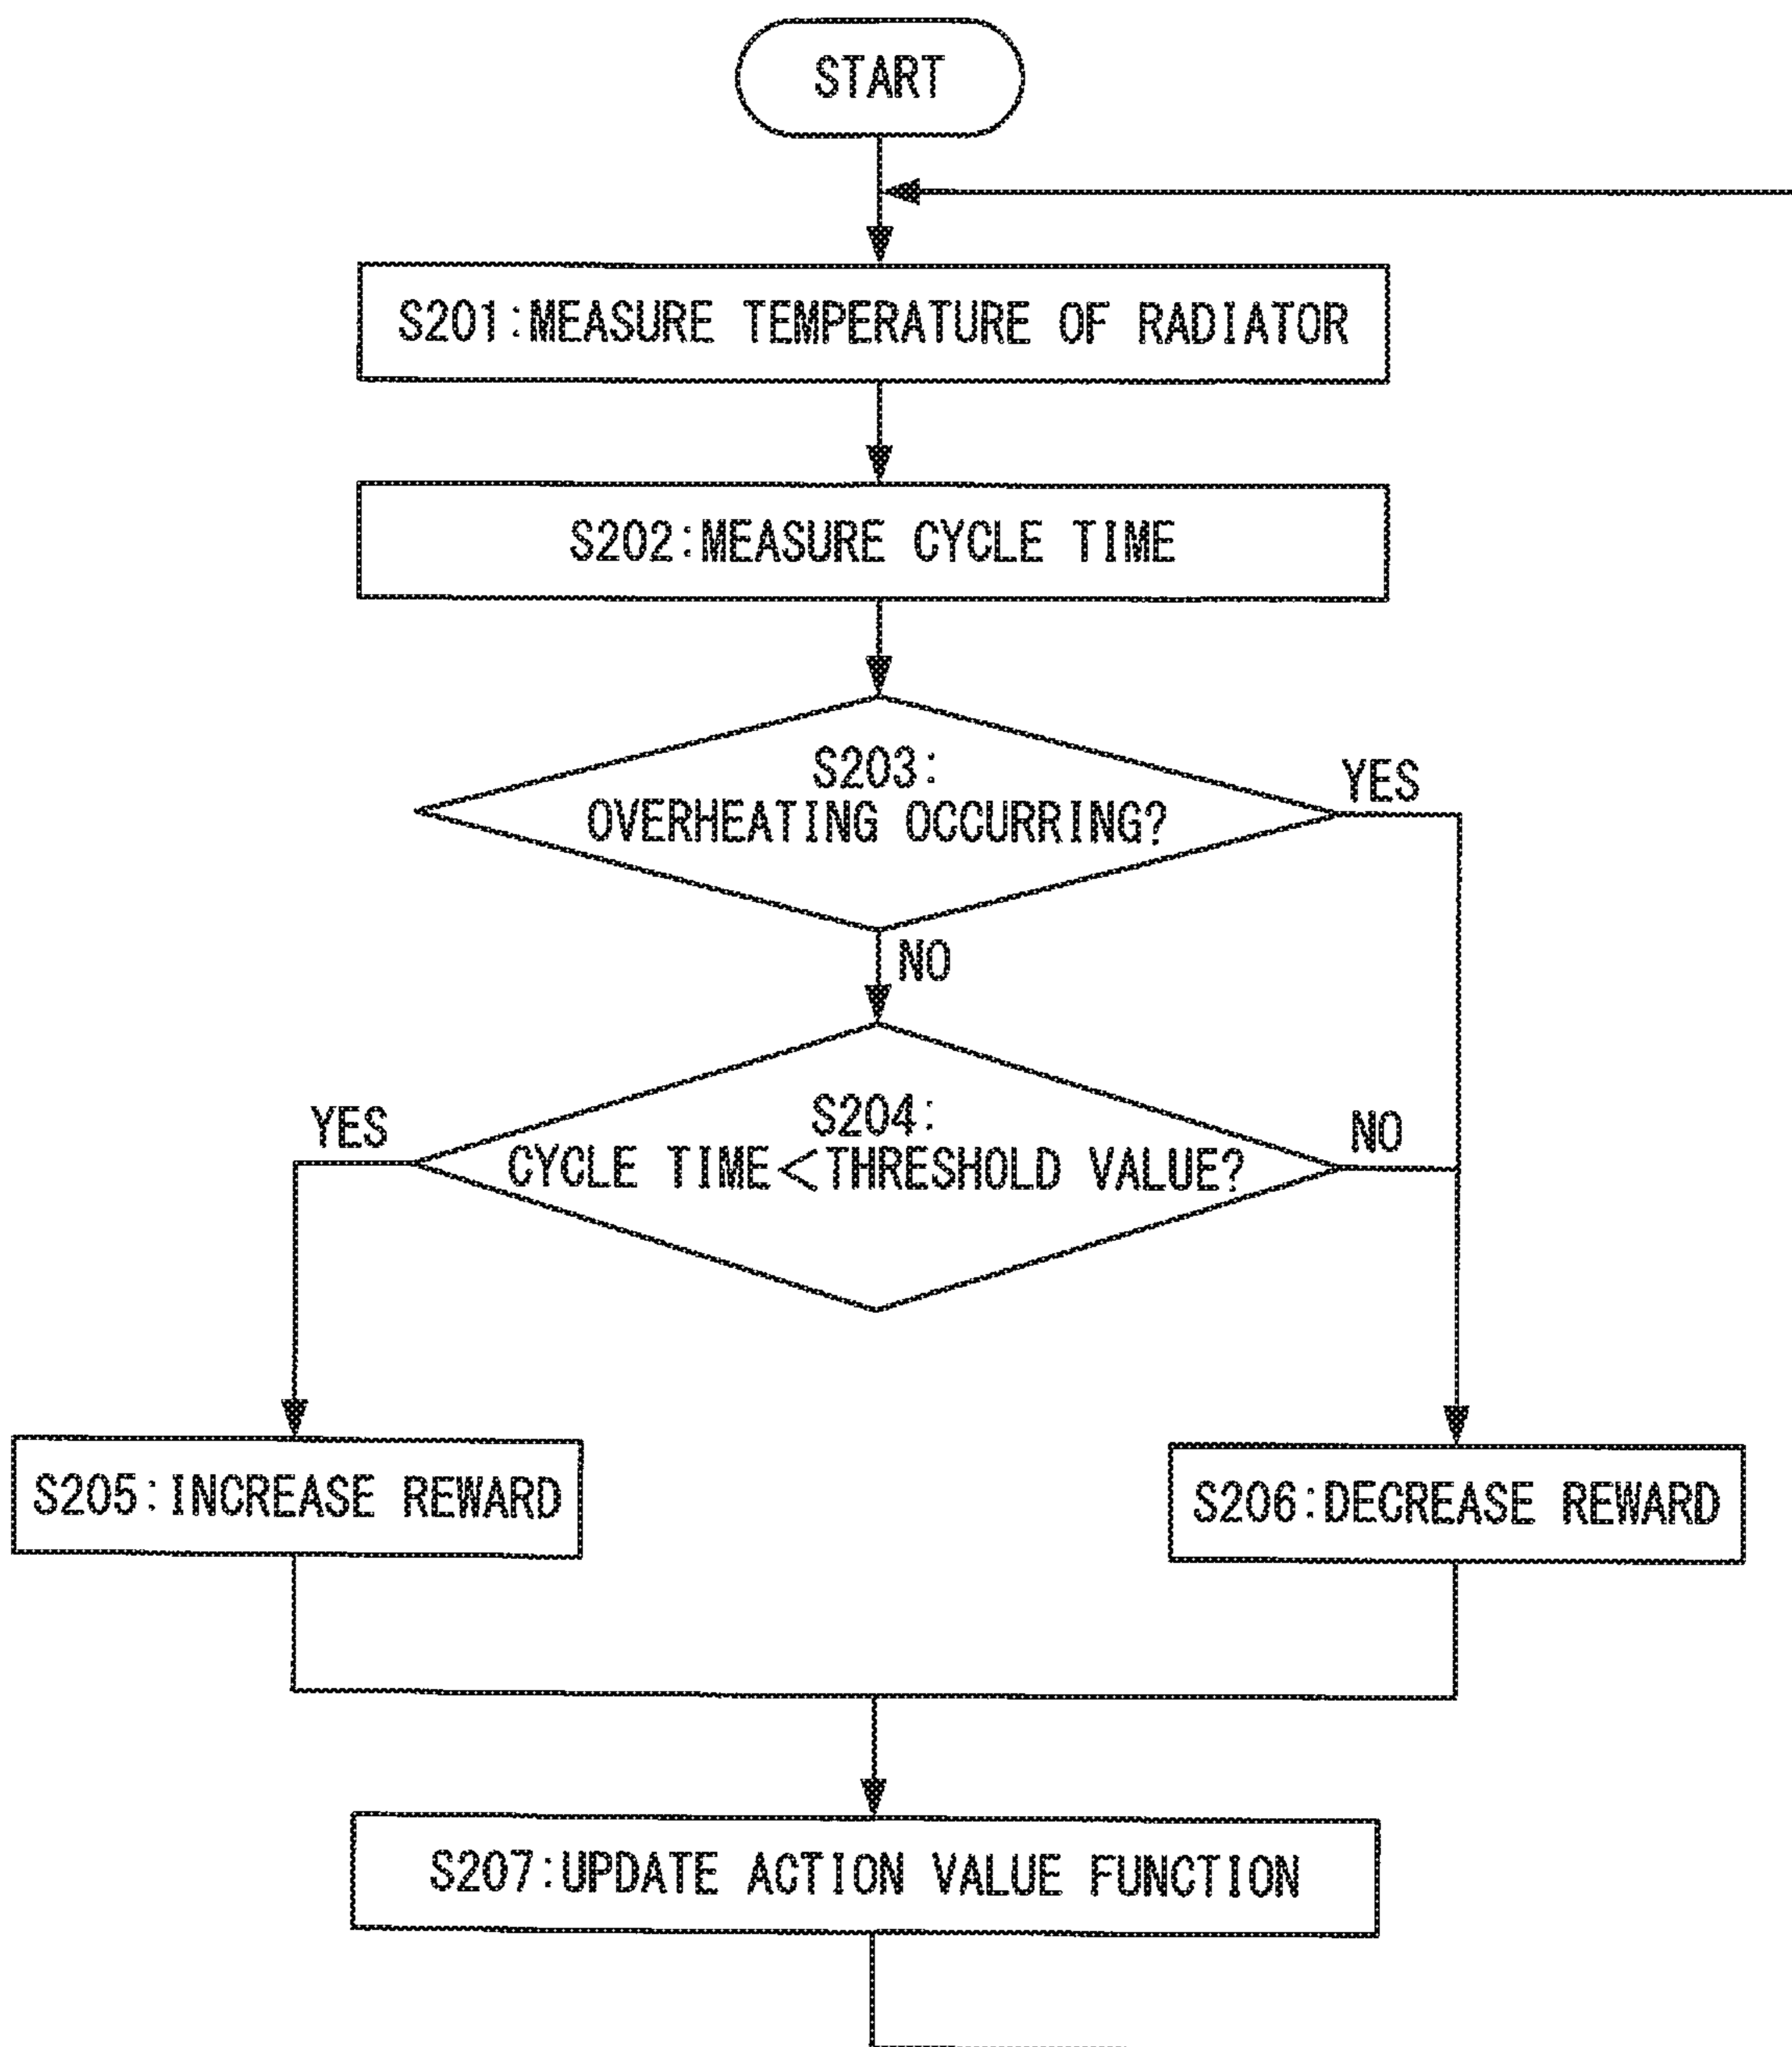 START
S201:MEASURE TEMPERATURE OF RADIATOR
S202:MEASURE CYCLE TIME
S203:
OVERHEATING OCCURRING?
YES
NO
S204:
CYCLE TIME<THRESHOLD VALUE?
YES
NO
S205:INCREASE REWARD
S206:DECREASE REWARD
S207:UPDATE ACTION VALUE FUNCTION